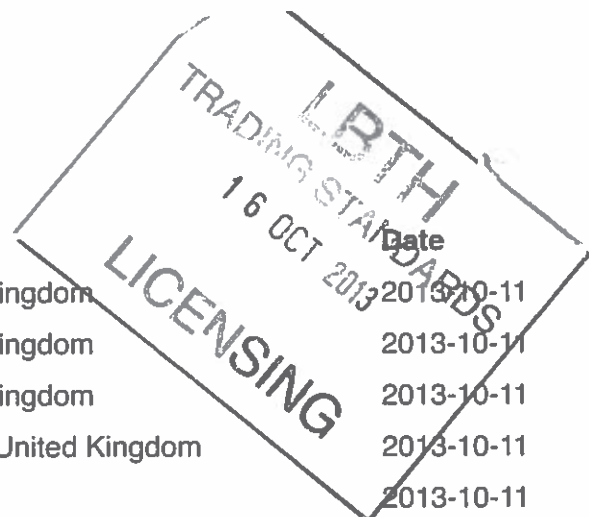 LBTH
TRADING STANDARDS
16 OCT 2013
LICENSING
Date
ingdom 2013-10-11
ingdom 2013-10-11
ingdom 2013-10-11
United Kingdom 2013-10-11
2013-10-11